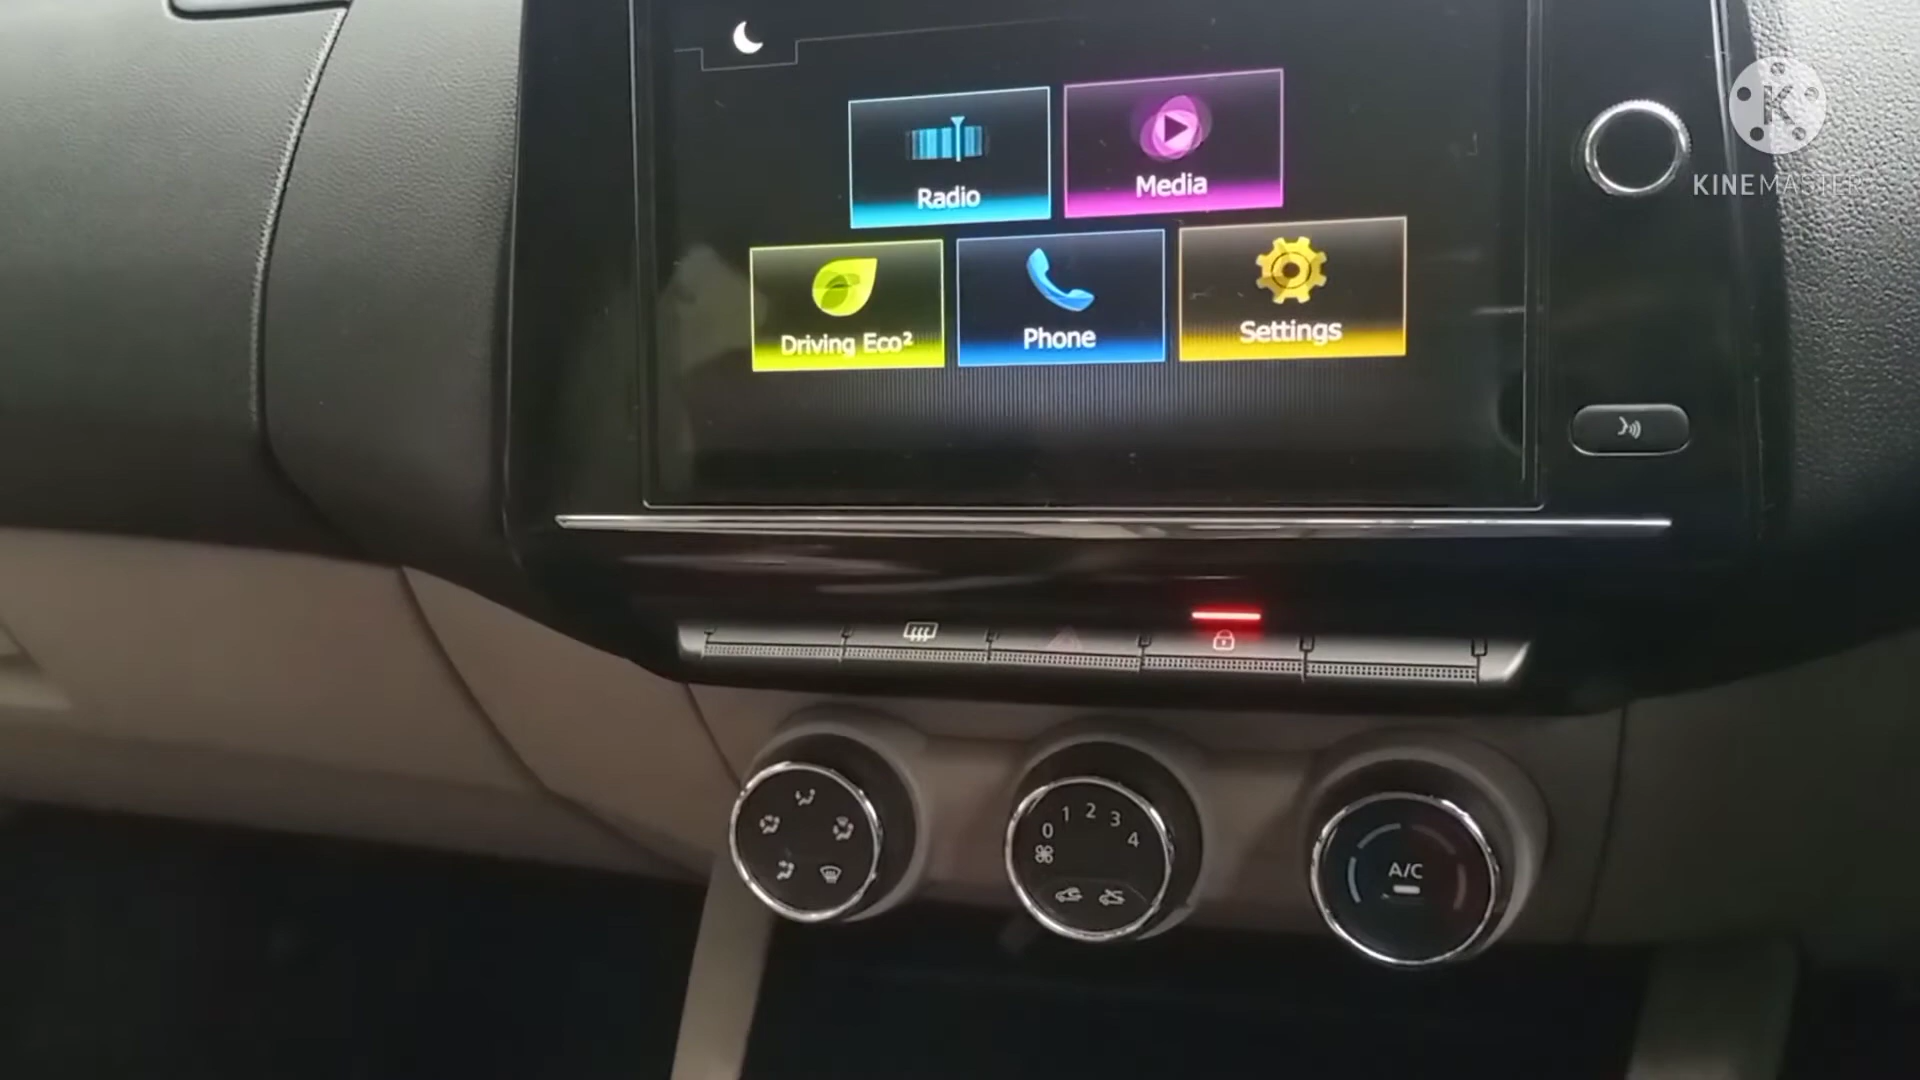 Radio
Media
Driving Eco²
Phone
Settings
K
KINEMASTER
0 1 2 3 4
A/C